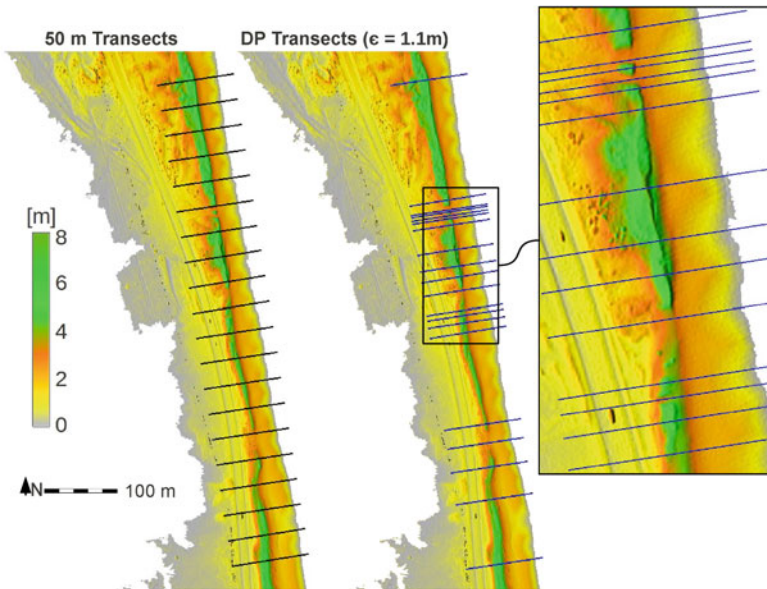 50 m Transects
DP Transects (ϵ = 1.1m)
[m]
8
6
4
2
0
N
100 m